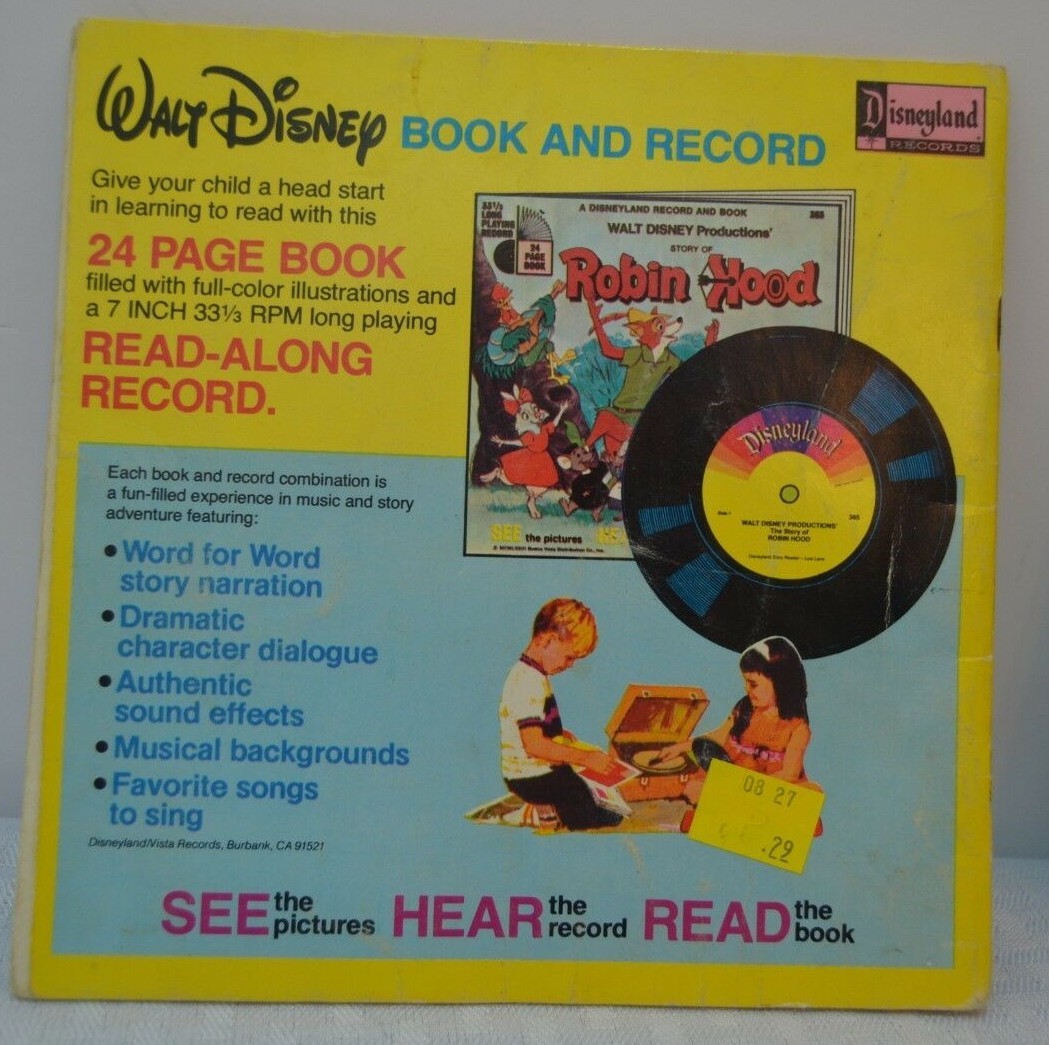 WALT DISNEY BOOK AND RECORD
Disneyland
RECORDS
Give your child a head start
in learning to read with this
24 PAGE BOOK
filled with full-color illustrations and
a 7 INCH 33⅓ RPM long playing
READ-ALONG
RECORD.
33⅓
LONG
PLAYING
RECORD
24
PAGE
BOOK
A DISNEYLAND RECORD AND BOOK
365
WALT DISNEY Productions'
STORY OF
Robin Hood
SEE the pictures
Disneyland
Side 1
365
WALT DISNEY PRODUCTIONS'
The Story of
ROBIN HOOD
Each book and record combination is
a fun-filled experience in music and story
adventure featuring:
• Word for Word
story narration
• Dramatic
character dialogue
• Authentic
sound effects
• Musical backgrounds
• Favorite songs
to sing
Disneyland/Vista Records, Burbank, CA 91521
08 27
.29
SEE the pictures HEAR the record READ the book